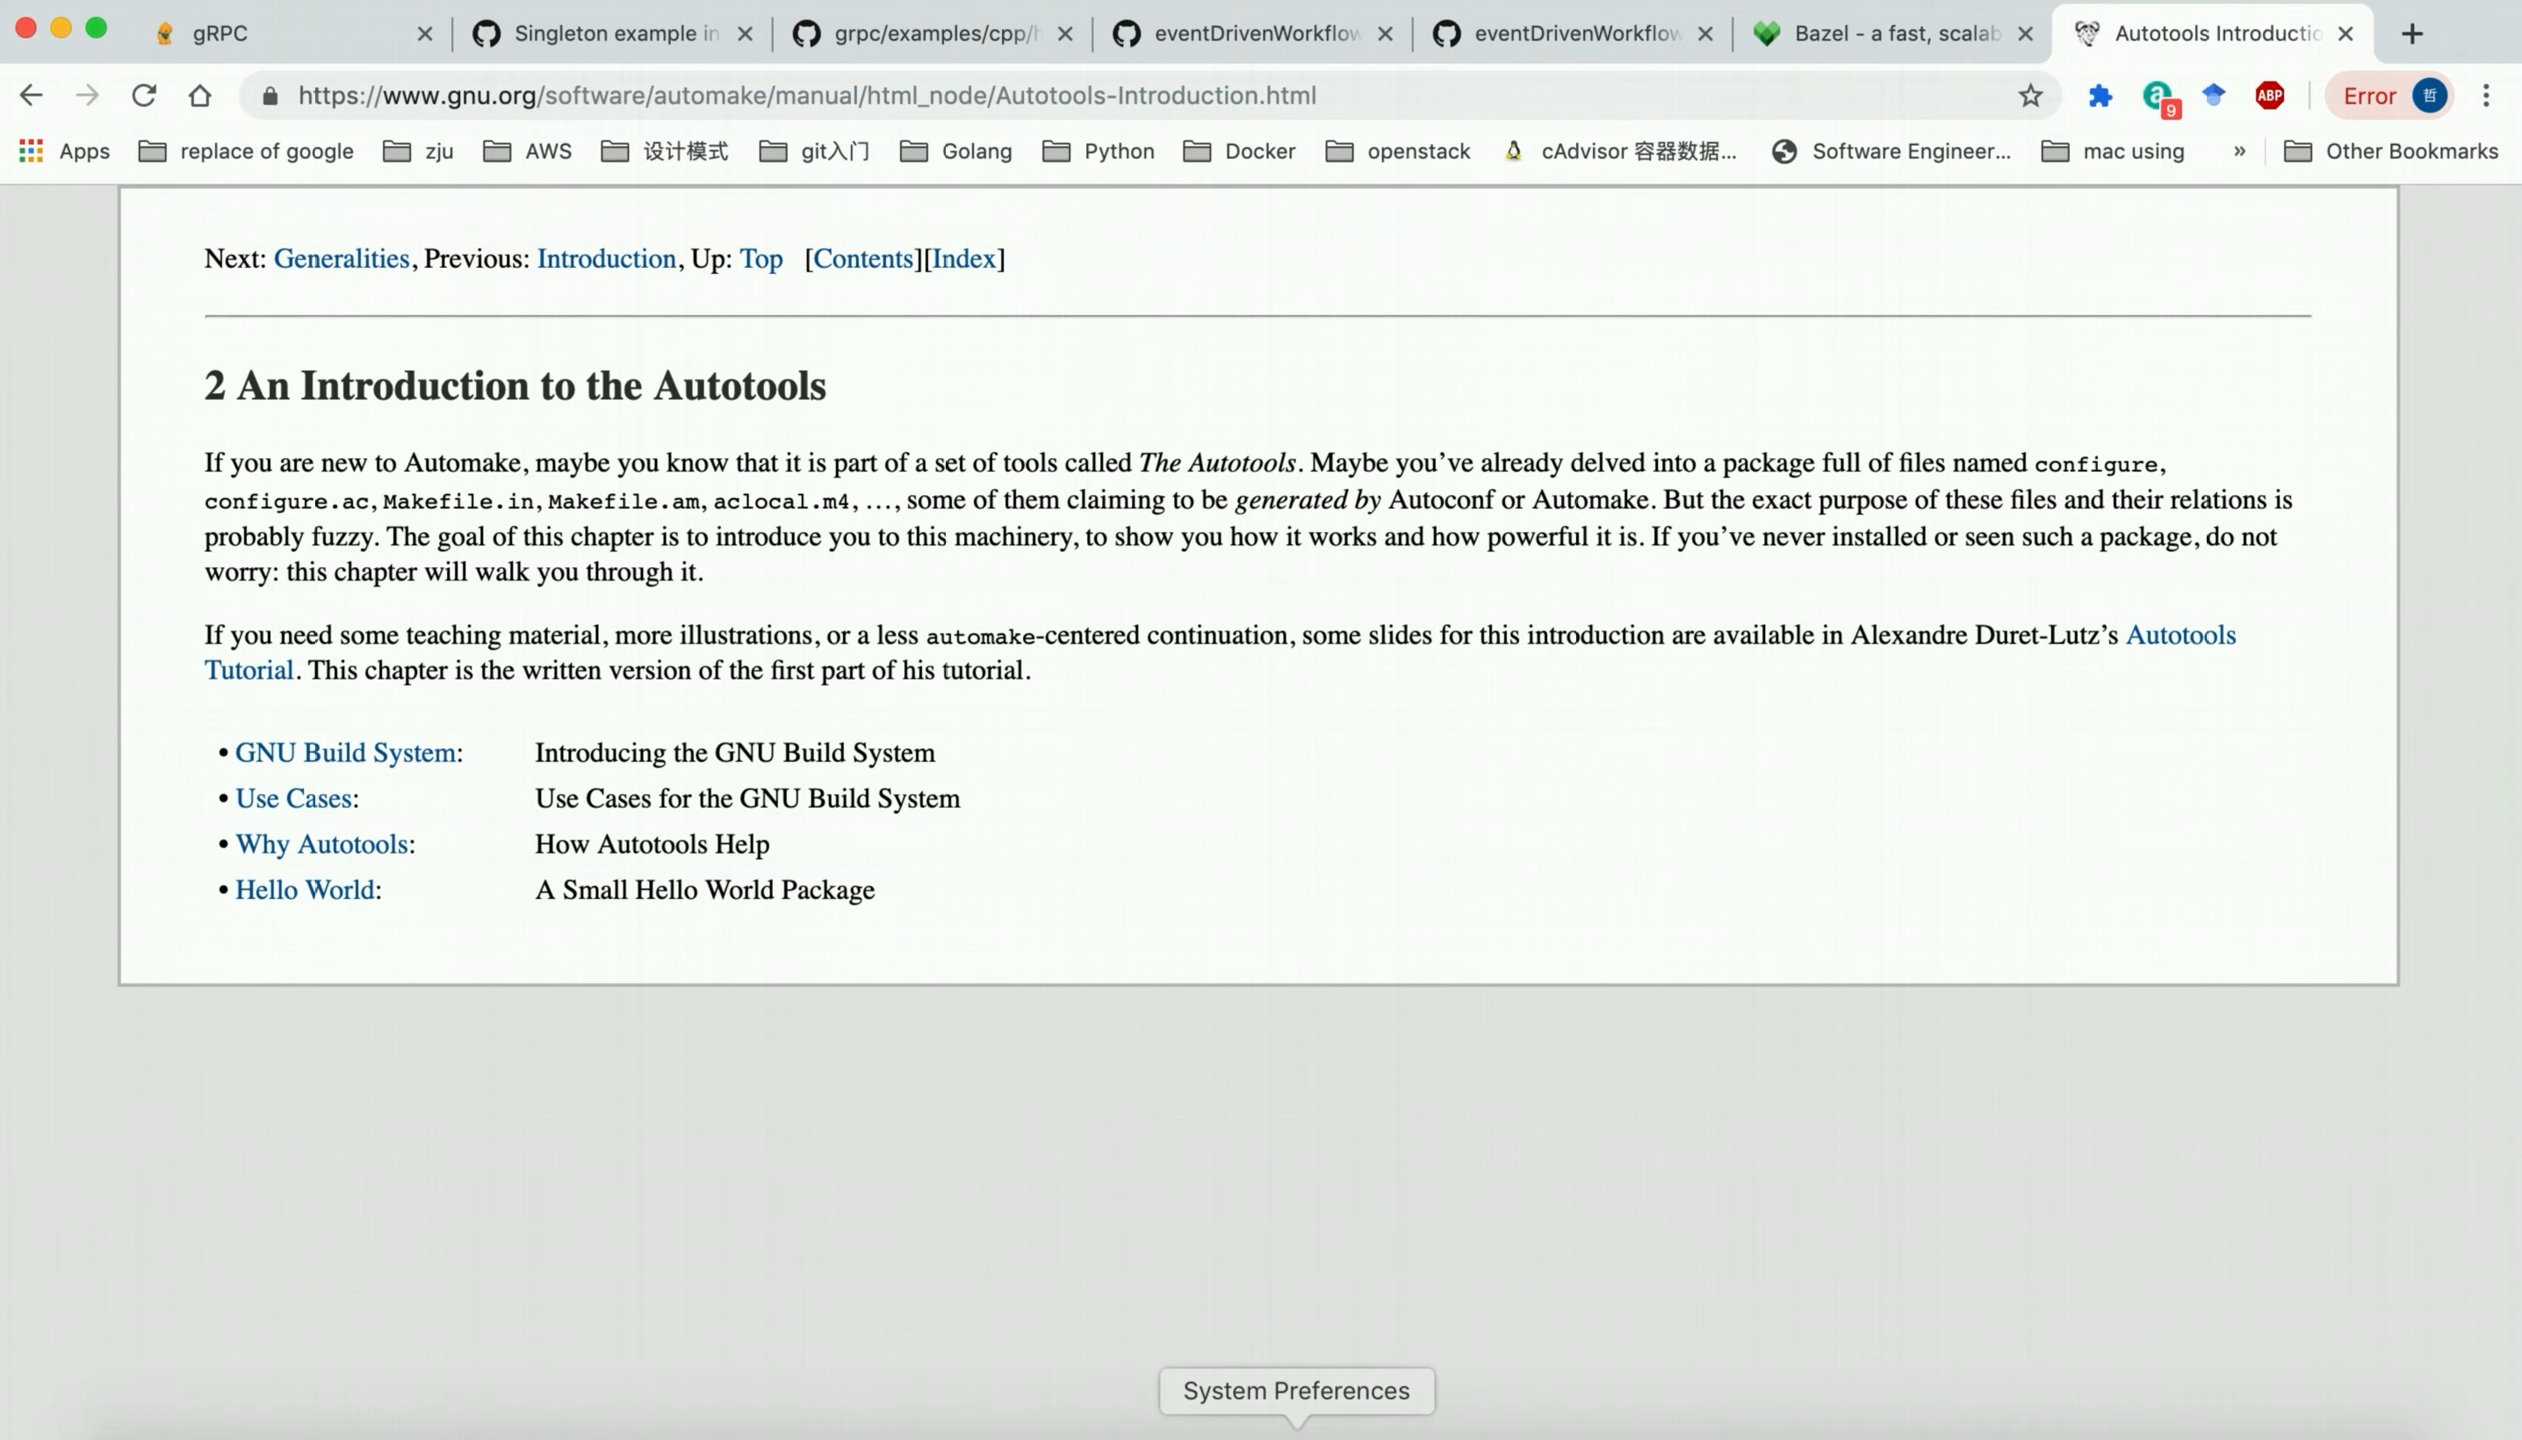 gRPC
Singleton example in
grpc/examples/cpp/h
eventDrivenWorkflow
eventDrivenWorkflow
Bazel - a fast, scalab
Autotools Introductio
https://www.gnu.org/software/automake/manual/html_node/Autotools-Introduction.html
a 9
ABP
Error 哲
Apps replace of google zju AWS 设计模式 git入门 Golang Python Docker openstack cAdvisor 容器数据... Software Engineer... mac using » Other Bookmarks
Next: Generalities, Previous: Introduction, Up: Top [Contents][Index]
2 An Introduction to the Autotools
If you are new to Automake, maybe you know that it is part of a set of tools called The Autotools. Maybe you’ve already delved into a package full of files named configure,
configure.ac, Makefile.in, Makefile.am, aclocal.m4, …, some of them claiming to be generated by Autoconf or Automake. But the exact purpose of these files and their relations is
probably fuzzy. The goal of this chapter is to introduce you to this machinery, to show you how it works and how powerful it is. If you’ve never installed or seen such a package, do not
worry: this chapter will walk you through it.
If you need some teaching material, more illustrations, or a less automake-centered continuation, some slides for this introduction are available in Alexandre Duret-Lutz’s Autotools
Tutorial. This chapter is the written version of the first part of his tutorial.
• GNU Build System: Introducing the GNU Build System
• Use Cases: Use Cases for the GNU Build System
• Why Autotools: How Autotools Help
• Hello World: A Small Hello World Package
System Preferences